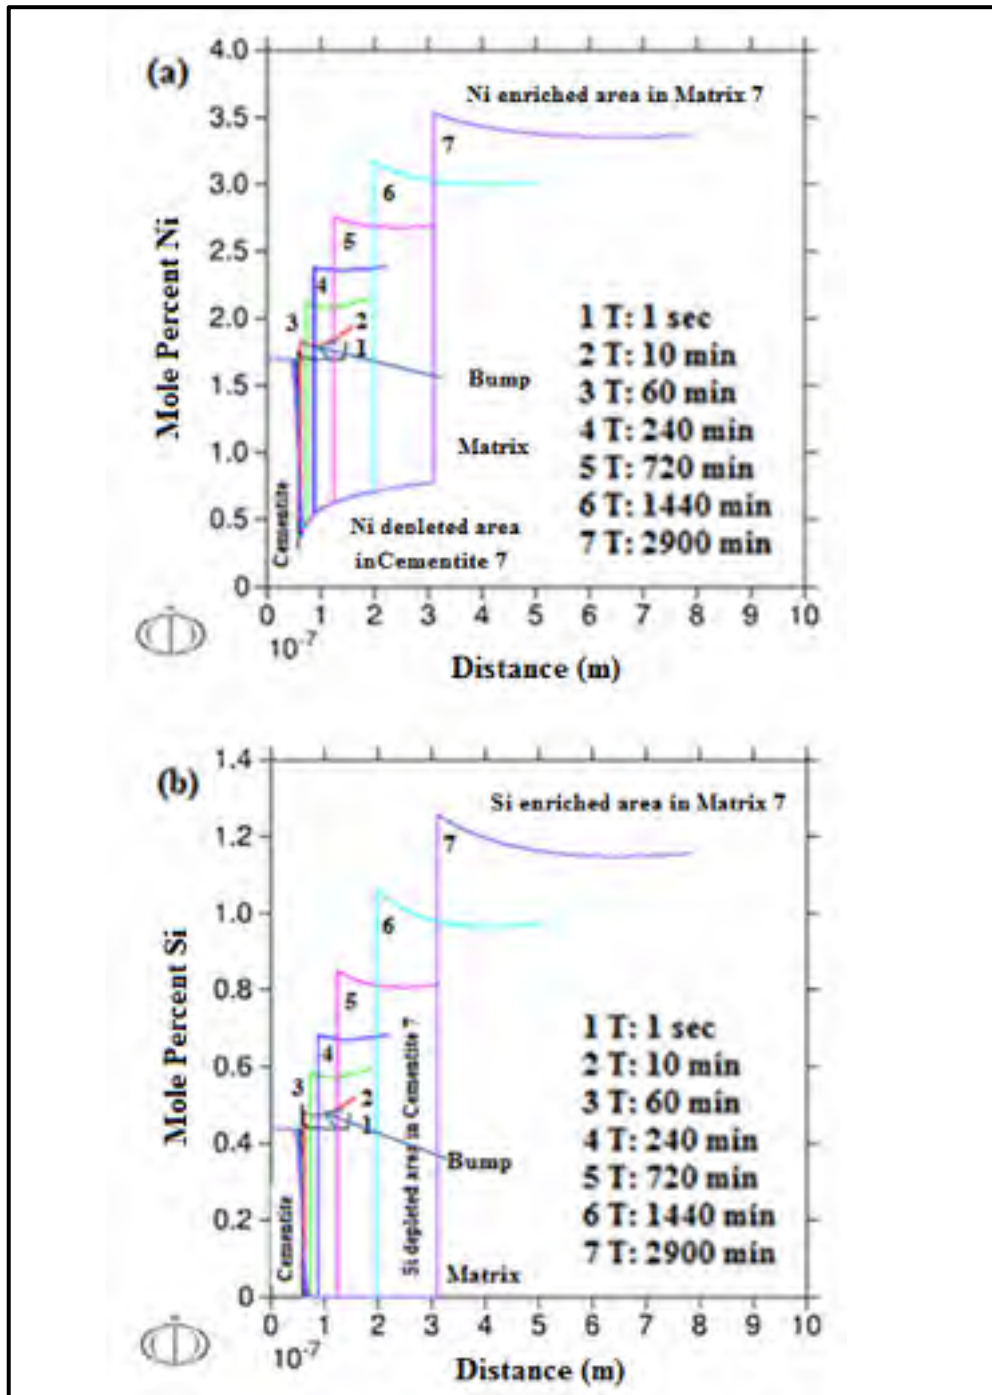 (a)
4.0
3.5
3.0
2.5
2.0
1.5
1.0
0.5
0
Mole Percent Ni
Ni enriched area in Matrix 7
7
6
5
4
3
2
1
Bump
Matrix
Cementite
Ni depleted area
inCementite 7
1 T: 1 sec
2 T: 10 min
3 T: 60 min
4 T: 240 min
5 T: 720 min
6 T: 1440 min
7 T: 2900 min
0 1 2 3 4 5 6 7 8 9 10
10-7
Distance (m)
(b)
1.4
1.2
1.0
0.8
0.6
0.4
0.2
0
Mole Percent Si
Si enriched area in Matrix 7
7
6
5
4
3
2
1
Bump
Matrix
Cementite
Si depleted area in Cementite 7
1 T: 1 sec
2 T: 10 min
3 T: 60 min
4 T: 240 min
5 T: 720 min
6 T: 1440 min
7 T: 2900 min
0 1 2 3 4 5 6 7 8 9 10
10-7
Distance (m)